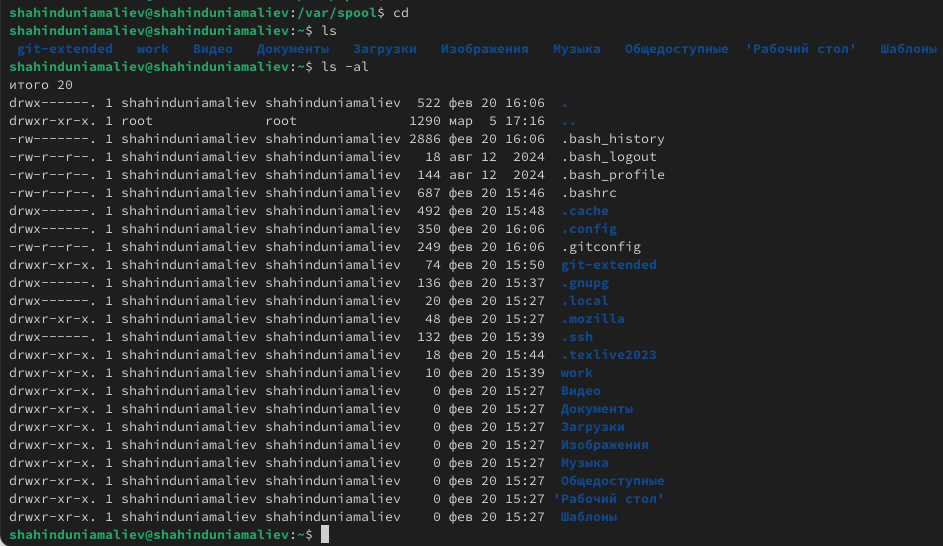 shahinduniamaliev@shahinduniamaliev:/var/spool$ cd
shahinduniamaliev@shahinduniamaliev:~$ ls
git-extended   work   Видео   Документы   Загрузки   Изображения   Музыка   Общедоступные  'Рабочий стол'   Шаблоны
shahinduniamaliev@shahinduniamaliev:~$ ls -al
итого 20
drwx------. 1 shahinduniamaliev shahinduniamaliev  522 фев 20 16:06  .
drwxr-xr-x. 1 root              root              1290 мар  5 17:16  ..
-rw-------. 1 shahinduniamaliev shahinduniamaliev 2886 фев 20 16:06  .bash_history
-rw-r--r--. 1 shahinduniamaliev shahinduniamaliev   18 авг 12  2024  .bash_logout
-rw-r--r--. 1 shahinduniamaliev shahinduniamaliev  144 авг 12  2024  .bash_profile
-rw-r--r--. 1 shahinduniamaliev shahinduniamaliev  687 фев 20 15:46  .bashrc
drwx------. 1 shahinduniamaliev shahinduniamaliev  492 фев 20 15:48  .cache
drwx------. 1 shahinduniamaliev shahinduniamaliev  350 фев 20 16:06  .config
-rw-r--r--. 1 shahinduniamaliev shahinduniamaliev  249 фев 20 16:06  .gitconfig
drwxr-xr-x. 1 shahinduniamaliev shahinduniamaliev   74 фев 20 15:50  git-extended
drwx------. 1 shahinduniamaliev shahinduniamaliev  136 фев 20 15:37  .gnupg
drwx------. 1 shahinduniamaliev shahinduniamaliev   20 фев 20 15:27  .local
drwxr-xr-x. 1 shahinduniamaliev shahinduniamaliev   48 фев 20 15:27  .mozilla
drwx------. 1 shahinduniamaliev shahinduniamaliev  132 фев 20 15:39  .ssh
drwxr-xr-x. 1 shahinduniamaliev shahinduniamaliev   18 фев 20 15:44  .texlive2023
drwxr-xr-x. 1 shahinduniamaliev shahinduniamaliev   10 фев 20 15:39  work
drwxr-xr-x. 1 shahinduniamaliev shahinduniamaliev    0 фев 20 15:27  Видео
drwxr-xr-x. 1 shahinduniamaliev shahinduniamaliev    0 фев 20 15:27  Документы
drwxr-xr-x. 1 shahinduniamaliev shahinduniamaliev    0 фев 20 15:27  Загрузки
drwxr-xr-x. 1 shahinduniamaliev shahinduniamaliev    0 фев 20 15:27  Изображения
drwxr-xr-x. 1 shahinduniamaliev shahinduniamaliev    0 фев 20 15:27  Музыка
drwxr-xr-x. 1 shahinduniamaliev shahinduniamaliev    0 фев 20 15:27  Общедоступные
drwxr-xr-x. 1 shahinduniamaliev shahinduniamaliev    0 фев 20 15:27 'Рабочий стол'
drwxr-xr-x. 1 shahinduniamaliev shahinduniamaliev    0 фев 20 15:27  Шаблоны
shahinduniamaliev@shahinduniamaliev:~$